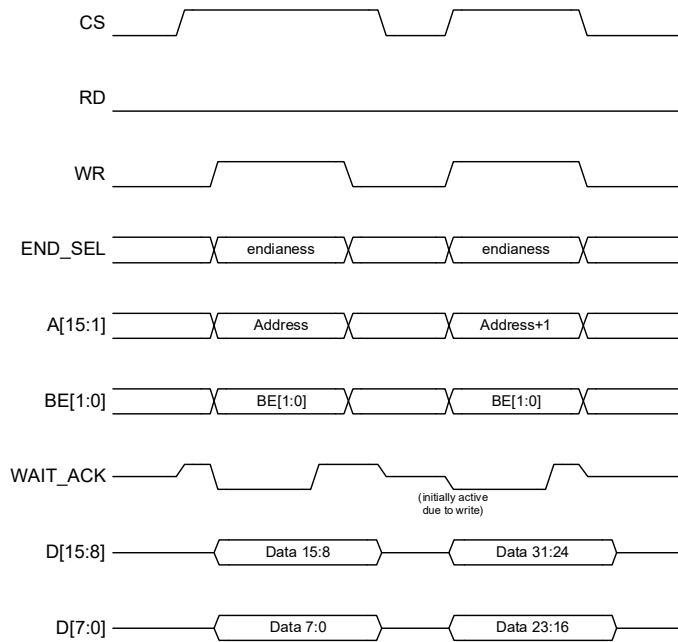 CS
RD
WR
END_SEL
endianess
endianess
A[15:1]
Address
Address+1
BE[1:0]
BE[1:0]
BE[1:0]
WAIT_ACK
(initially active
due to write)
D[15:8]
Data 15:8
Data 31:24
D[7:0]
Data 7:0
Data 23:16